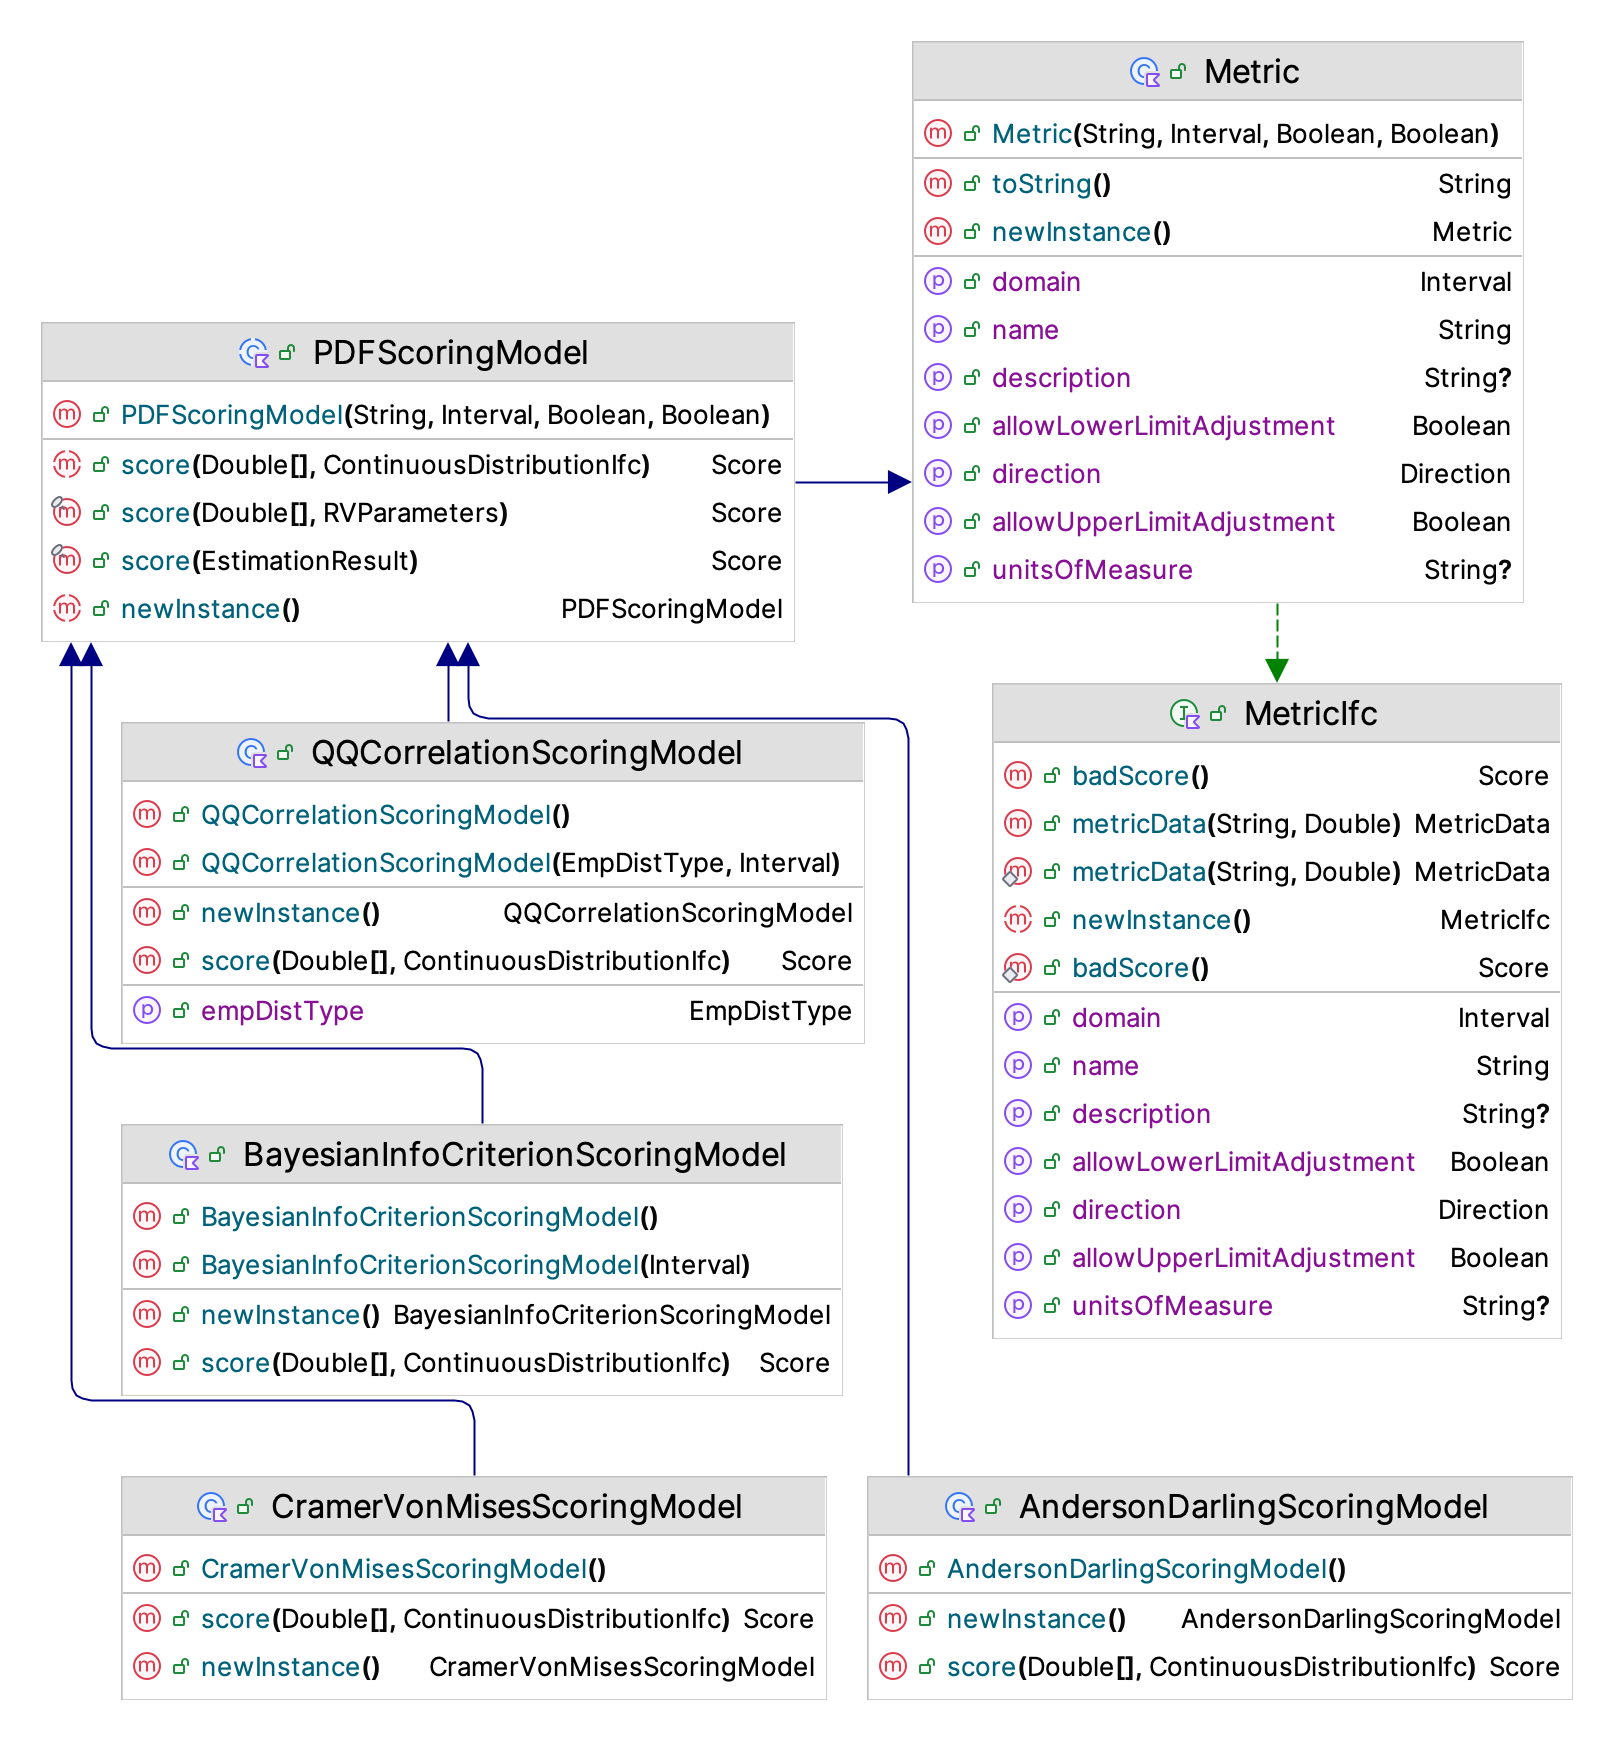 Metric
Metric(String, Interval, Boolean, Boolean)
toString() String
newInstance() Metric
domain Interval
name String
description String?
allowLowerLimitAdjustment Boolean
direction Direction
allowUpperLimitAdjustment Boolean
unitsOfMeasure String?
PDFScoringModel
PDFScoringModel(String, Interval, Boolean, Boolean)
score(Double[], ContinuousDistributionIfc) Score
score(Double[], RVParameters) Score
score(EstimationResult) Score
newInstance() PDFScoringModel
MetricIfc
badScore() Score
metricData(String, Double) MetricData
metricData(String, Double) MetricData
newInstance() MetricIfc
badScore() Score
domain Interval
name String
description String?
allowLowerLimitAdjustment Boolean
direction Direction
allowUpperLimitAdjustment Boolean
unitsOfMeasure String?
QQCorrelationScoringModel
QQCorrelationScoringModel()
QQCorrelationScoringModel(EmpDistType, Interval)
newInstance() QQCorrelationScoringModel
score(Double[], ContinuousDistributionIfc) Score
empDistType EmpDistType
BayesianInfoCriterionScoringModel
BayesianInfoCriterionScoringModel()
BayesianInfoCriterionScoringModel(Interval)
newInstance() BayesianInfoCriterionScoringModel
score(Double[], ContinuousDistributionIfc) Score
CramerVonMisesScoringModel
CramerVonMisesScoringModel()
score(Double[], ContinuousDistributionIfc) Score
newInstance() CramerVonMisesScoringModel
AndersonDarlingScoringModel
AndersonDarlingScoringModel()
newInstance() AndersonDarlingScoringModel
score(Double[], ContinuousDistributionIfc) Score